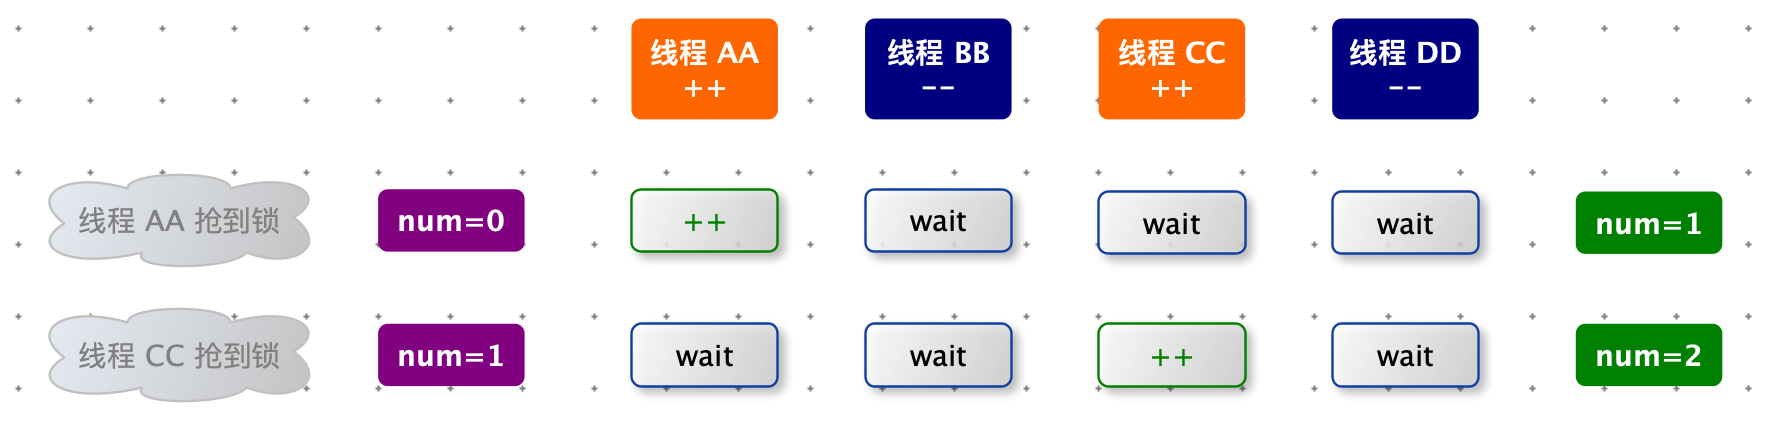 线程 AA
++
线程 BB
--
线程 CC
++
线程 DD
--
线程 AA 抢到锁
num=0
++
wait
wait
wait
num=1
线程 CC 抢到锁
num=1
wait
wait
++
wait
num=2